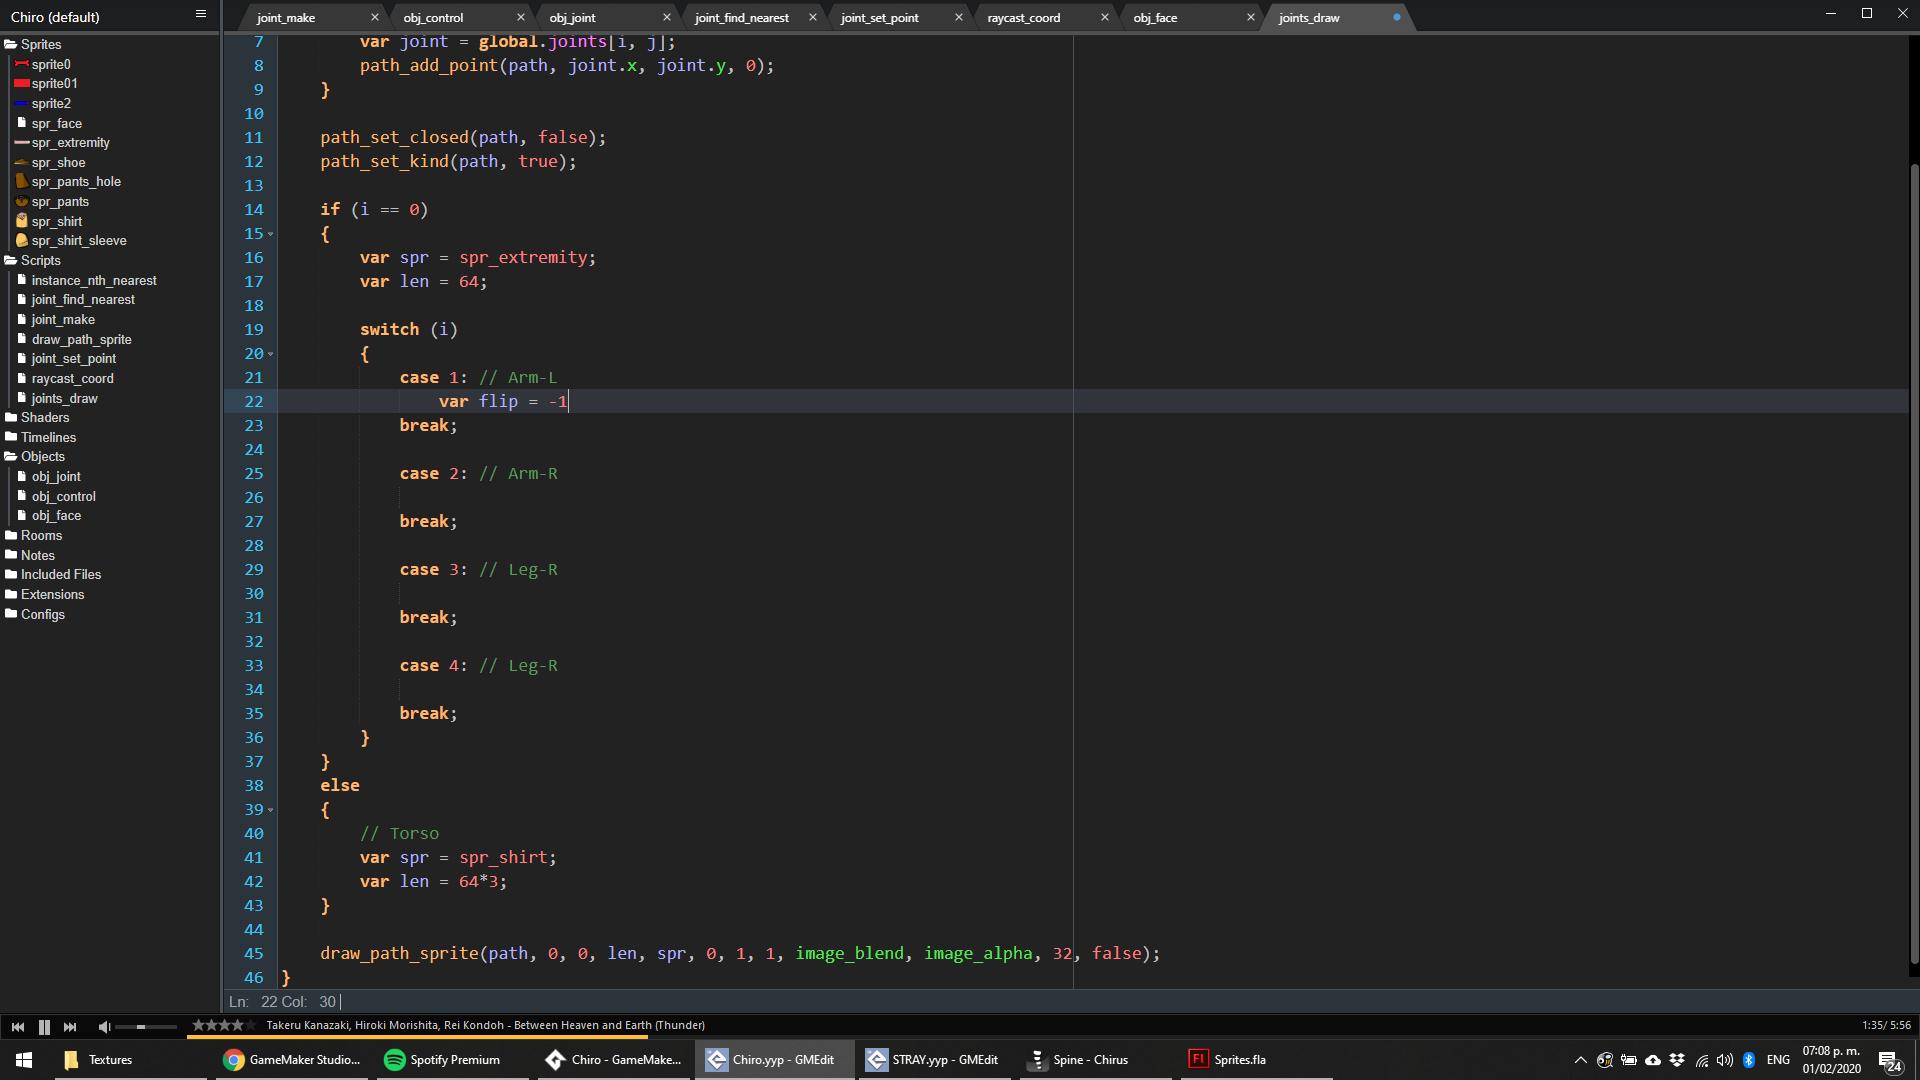 Chiro (default)
Sprites
sprite0
sprite01
sprite2
spr_face
spr_extremity
spr_shoe
spr_pants_hole
spr_pants
spr_shirt
spr_shirt_sleeve
Scripts
instance_nth_nearest
joint_find_nearest
joint_make
draw_path_sprite
joint_set_point
raycast_coord
joints_draw
Shaders
Timelines
Objects
obj_joint
obj_control
obj_face
Rooms
Notes
Included Files
Extensions
Configs
joint_make × obj_control × obj_joint × joint_find_nearest × joint_set_point × raycast_coord × obj_face × joints_draw
7 var joint = global.joints[i, j];
8 path_add_point(path, joint.x, joint.y, 0);
9 }
10
11 path_set_closed(path, false);
12 path_set_kind(path, true);
13
14 if (i == 0)
15 {
16 var spr = spr_extremity;
17 var len = 64;
18
19 switch (i)
20 {
21 case 1: // Arm-L
22 var flip = -1
23 break;
24
25 case 2: // Arm-R
26
27 break;
28
29 case 3: // Leg-R
30
31 break;
32
33 case 4: // Leg-R
34
35 break;
36 }
37 }
38 else
39 {
40 // Torso
41 var spr = spr_shirt;
42 var len = 64*3;
43 }
44
45 draw_path_sprite(path, 0, 0, len, spr, 0, 1, 1, image_blend, image_alpha, 32, false);
46 }
Ln: 22 Col: 30
Takeru Kanazaki, Hiroki Morishita, Rei Kondoh - Between Heaven and Earth (Thunder)
1:35/ 5:56
Textures
GameMaker Studio...
Spotify Premium
Chiro - GameMake...
Chiro.yyp - GMEdit
STRAY.yyp - GMEdit
Spine - Chirus
Fl
Sprites.fla
ENG
07:08 p. m.
01/02/2020
24